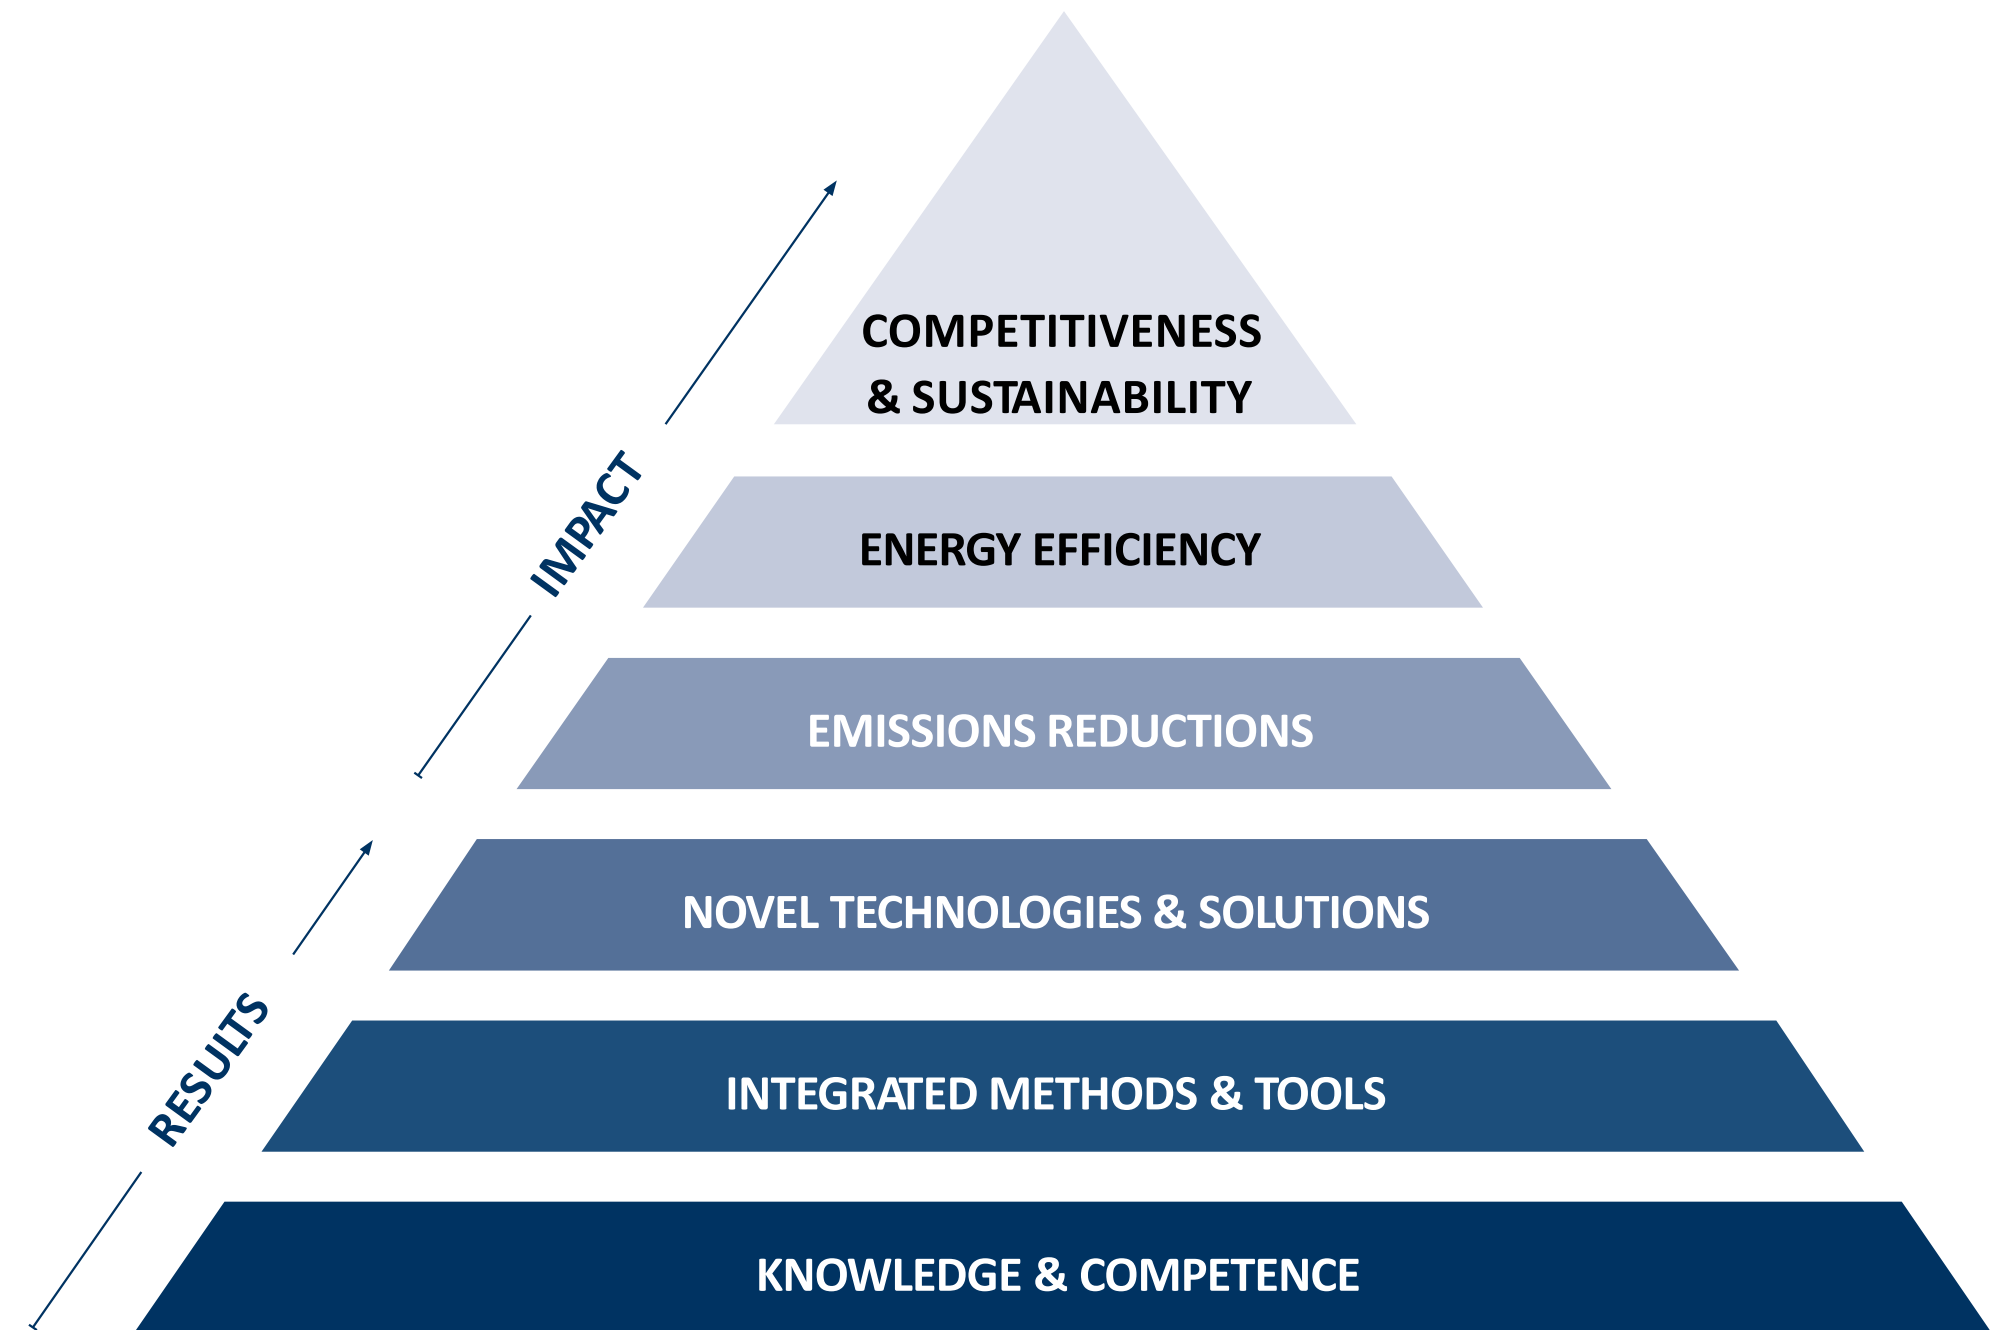 COMPETITIVENESS
& SUSTAINABILITY
IMPACT
ENERGY EFFICIENCY
EMISSIONS REDUCTIONS
NOVEL TECHNOLOGIES & SOLUTIONS
RESULTS
INTEGRATED METHODS & TOOLS
KNOWLEDGE & COMPETENCE